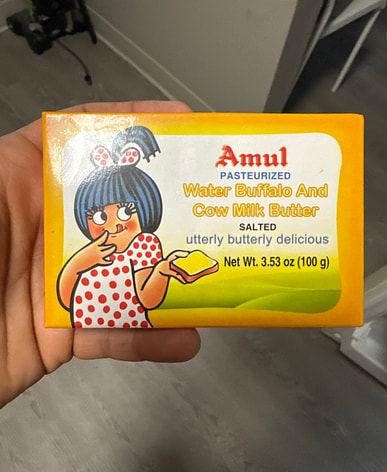 Amul
PASTEURIZED
Water Buffalo And
Cow Milk Butter
SALTED
utterly butterly delicious
Net Wt. 3.53 oz (100 g)